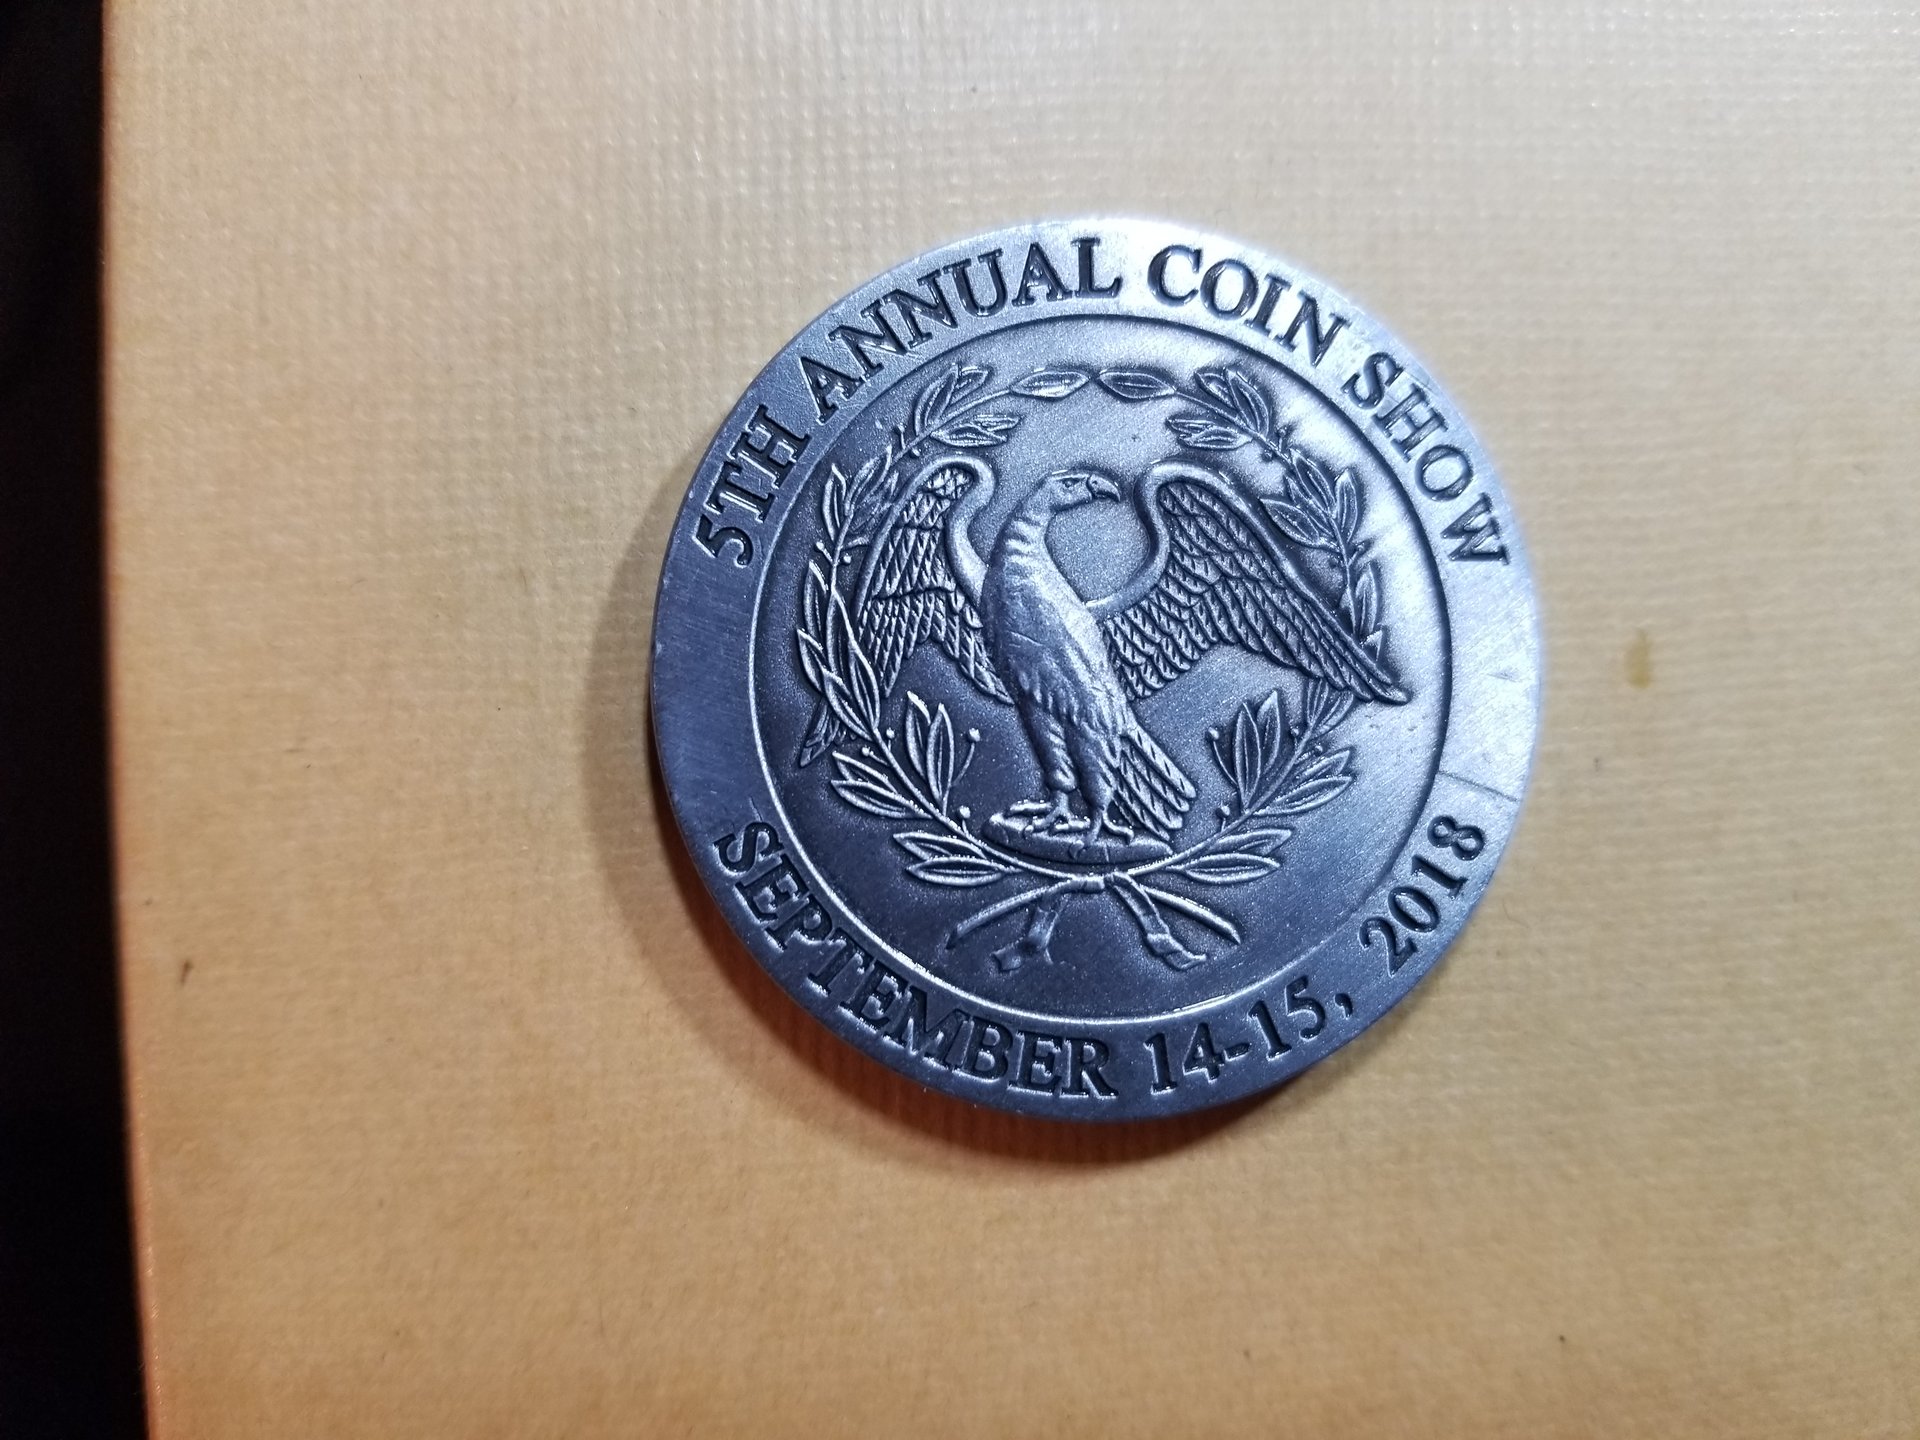 5TH ANNUAL COIN SHOW
SEPTEMBER 14-15, 2018